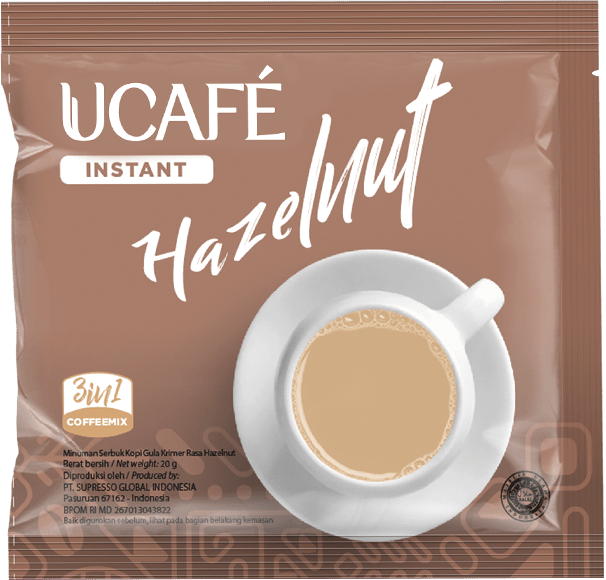 UCAFÉ
INSTANT
Hazelnut
3in1
COFFEEMIX
Minuman Serbuk Kopi Gula Krimer Rasa Hazelnut
Berat bersih / Net weight: 20 g
Diproduksi oleh / Produced by:
PT. SUPRESSO GLOBAL INDONESIA
Pasuruan 67162 - Indonesia
BPOM RI MD 267013043822
Baik digunakan sebelum, lihat pada bagian belakang kemasan
HALAL